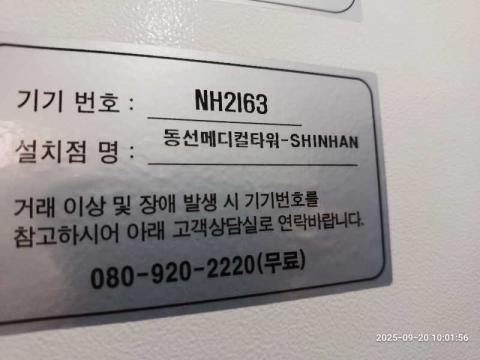 기기 번호 : NH2163
설치점 명 : 동선메디컬타워-SHINHAN
거래 이상 및 장애 발생 시 기기번호를
참고하시어 아래 고객상담실로 연락바랍니다.
080-920-2220(무료)
2025-09-20 10:01:56